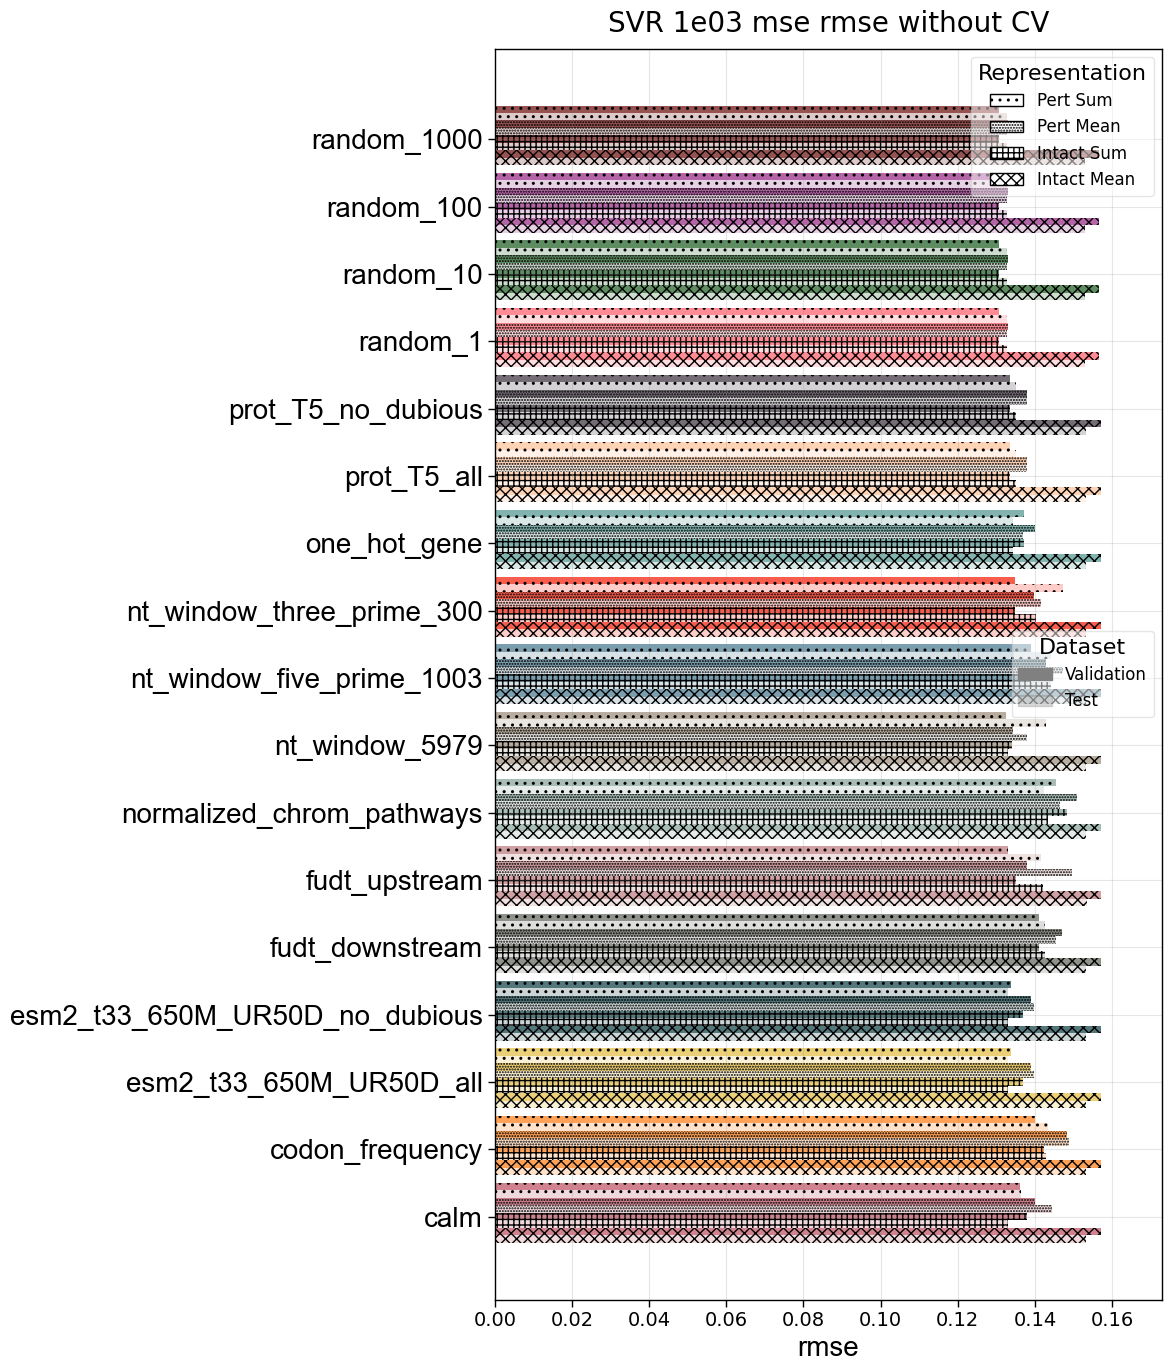 SVR 1e03 mse rmse without CV
Representation
Pert Sum
Pert Mean
Intact Sum
Intact Mean
random_1000
random_100
random_10
random_1
prot_T5_no_dubious
prot_T5_all
one_hot_gene
nt_window_three_prime_300
nt_window_five_prime_1003
nt_window_5979
normalized_chrom_pathways
fudt_upstream
fudt_downstream
esm2_t33_650M_UR50D_no_dubious
esm2_t33_650M_UR50D_all
codon_frequency
calm
Dataset
Validation
Test
0.00 0.02 0.04 0.06 0.08 0.10 0.12 0.14 0.16
rmse